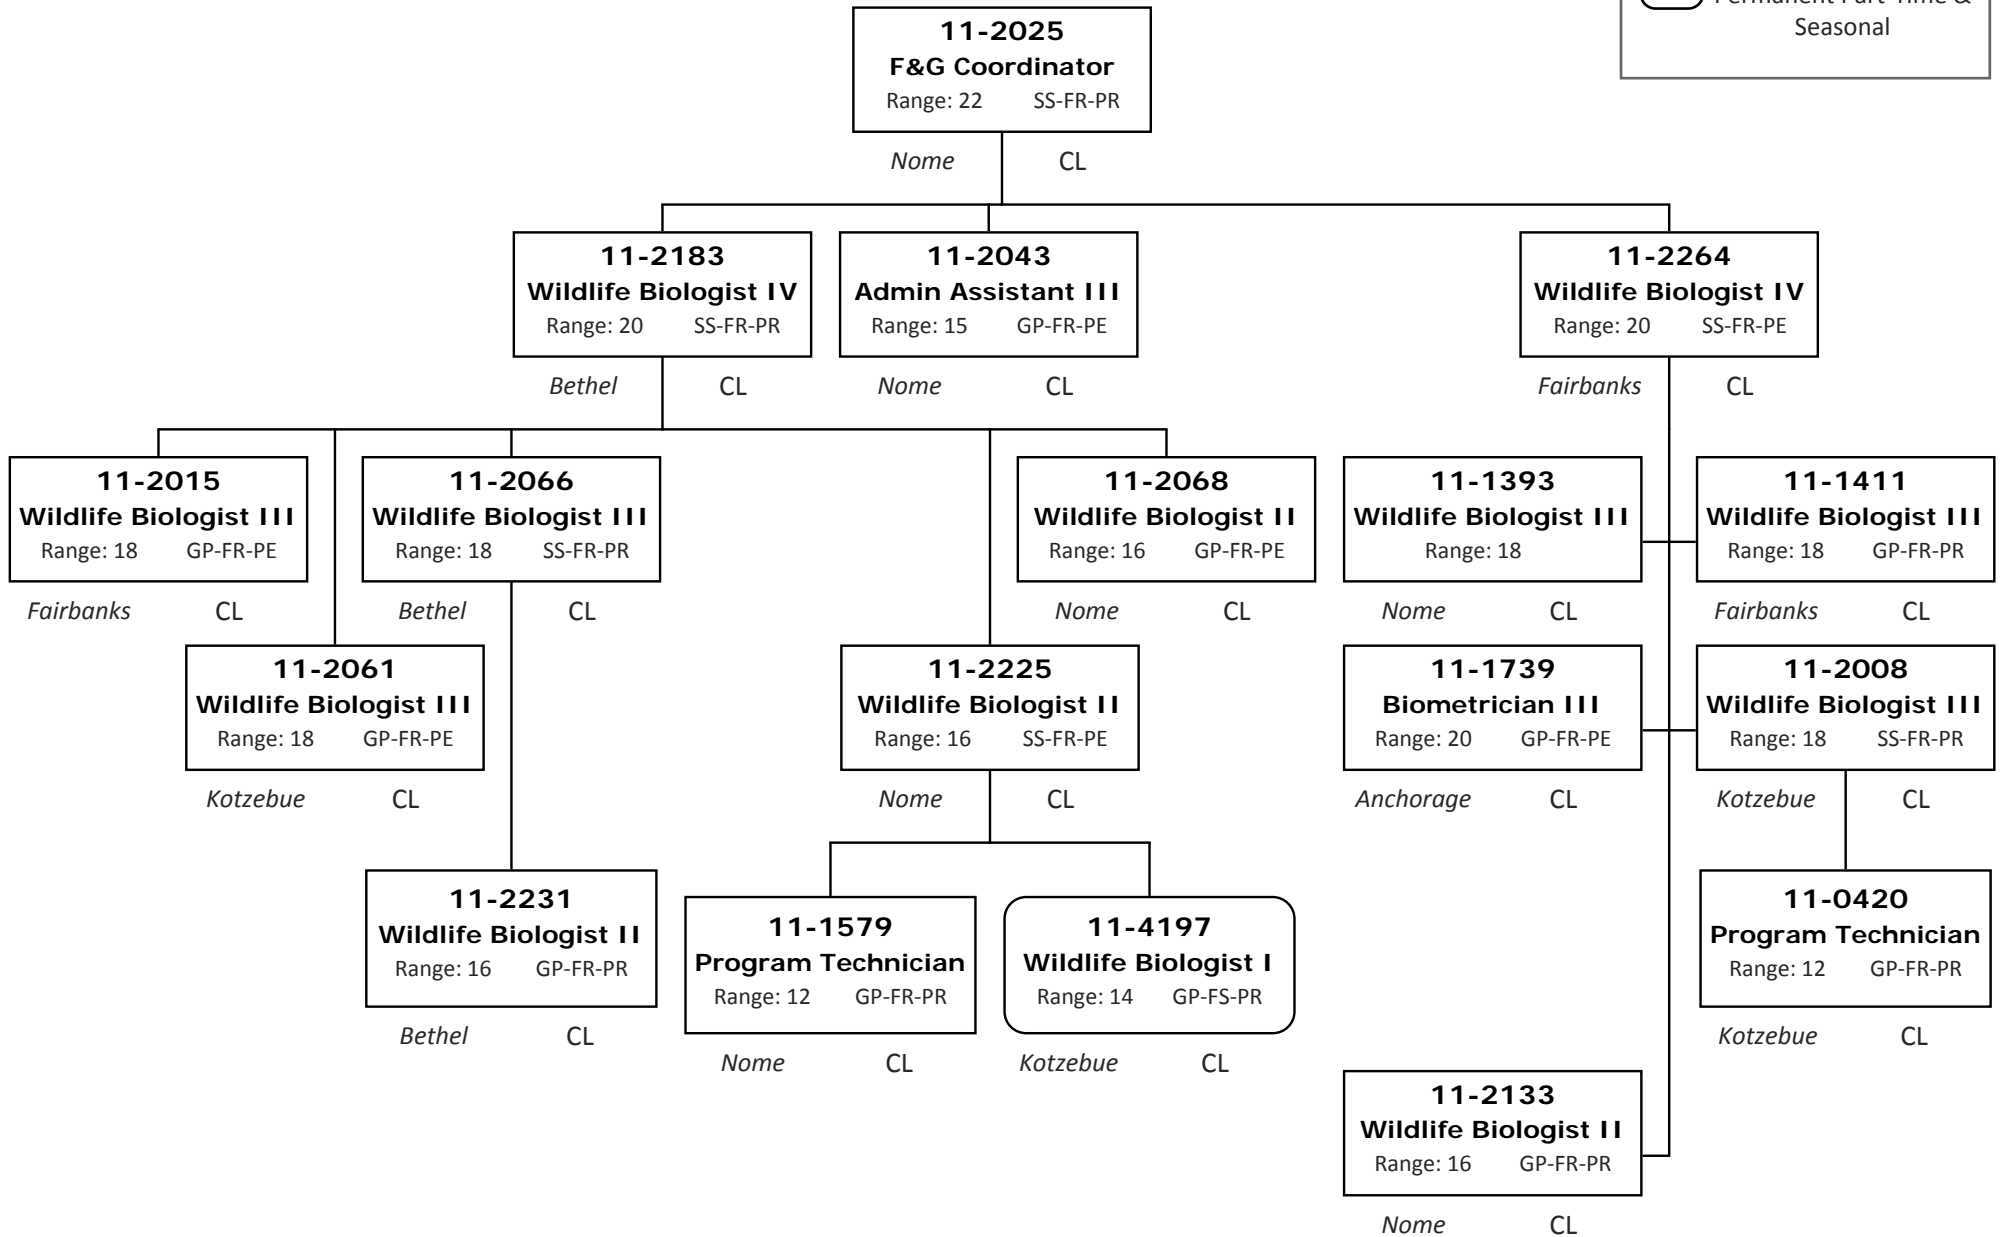 Permanent Part-Time &
Seasonal
11-2025
F&G Coordinator
Range: 22 SS-FR-PR
Nome CL
11-2183
Wildlife Biologist IV
Range: 20 SS-FR-PR
Bethel CL
11-2043
Admin Assistant III
Range: 15 GP-FR-PE
Nome CL
11-2264
Wildlife Biologist IV
Range: 20 SS-FR-PE
Fairbanks CL
11-2015
Wildlife Biologist III
Range: 18 GP-FR-PE
Fairbanks CL
11-2066
Wildlife Biologist III
Range: 18 SS-FR-PR
Bethel CL
11-2068
Wildlife Biologist II
Range: 16 GP-FR-PE
Nome CL
11-1393
Wildlife Biologist III
Range: 18
Nome CL
11-1411
Wildlife Biologist III
Range: 18 GP-FR-PR
Fairbanks CL
11-2061
Wildlife Biologist III
Range: 18 GP-FR-PE
Kotzebue CL
11-2225
Wildlife Biologist II
Range: 16 SS-FR-PE
Nome CL
11-1739
Biometrician III
Range: 20 GP-FR-PE
Anchorage CL
11-2008
Wildlife Biologist III
Range: 18 SS-FR-PR
Kotzebue CL
11-2231
Wildlife Biologist II
Range: 16 GP-FR-PR
Bethel CL
11-1579
Program Technician
Range: 12 GP-FR-PR
Nome CL
11-4197
Wildlife Biologist I
Range: 14 GP-FS-PR
Kotzebue CL
11-0420
Program Technician
Range: 12 GP-FR-PR
Kotzebue CL
11-2133
Wildlife Biologist II
Range: 16 GP-FR-PR
Nome CL